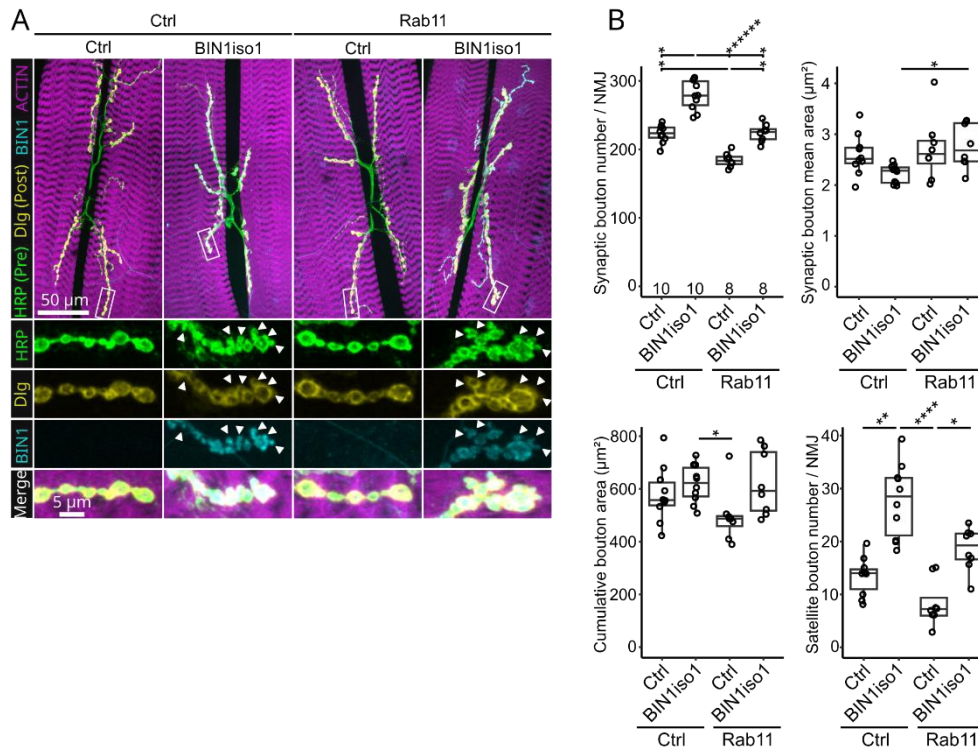 A
Ctrl Rab11
Ctrl BIN1iso1 Ctrl BIN1iso1
HRP (Pre) Dlg (Post) BIN1 ACTIN
50 µm
HRP
Dlg
BIN1
Merge
5 µm
B
Synaptic bouton number / NMJ
300
200
100
0
10 10 8 8
* * * * * * * * * *
Ctrl BIN1iso1 Ctrl BIN1iso1
Ctrl Rab11
Synaptic bouton mean area (µm²)
4
3
2
1
0
*
Ctrl BIN1iso1 Ctrl BIN1iso1
Ctrl Rab11
Cumulative bouton area (µm²)
800
600
400
200
0
*
Ctrl BIN1iso1 Ctrl BIN1iso1
Ctrl Rab11
Satellite bouton number / NMJ
40
30
20
10
0
** **** *
Ctrl BIN1iso1 Ctrl BIN1iso1
Ctrl Rab11